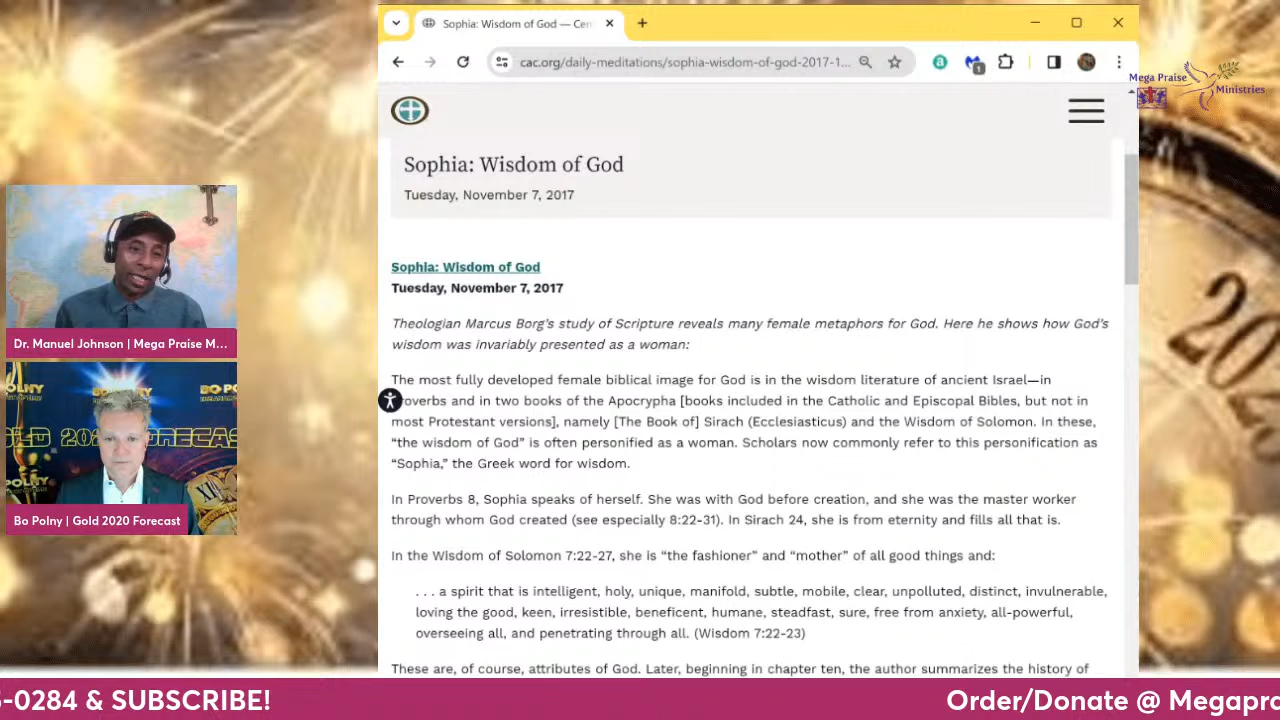 Sophia: Wisdom of God — Cen
cac.org/daily-meditations/sophia-wisdom-of-god-2017-1...
1
Mega Praise
Ministries
Sophia: Wisdom of God
Tuesday, November 7, 2017
Sophia: Wisdom of God
Tuesday, November 7, 2017
Theologian Marcus Borg's study of Scripture reveals many female metaphors for God. Here he shows how God's
wisdom was invariably presented as a woman:
The most fully developed female biblical image for God is in the wisdom literature of ancient Israel—in
roverbs and in two books of the Apocrypha [books included in the Catholic and Episcopal Bibles, but not in
most Protestant versions], namely [The Book of] Sirach (Ecclesiasticus) and the Wisdom of Solomon. In these,
“the wisdom of God” is often personified as a woman. Scholars now commonly refer to this personification as
“Sophia,” the Greek word for wisdom.
In Proverbs 8, Sophia speaks of herself. She was with God before creation, and she was the master worker
through whom God created (see especially 8:22-31). In Sirach 24, she is from eternity and fills all that is.
In the Wisdom of Solomon 7:22-27, she is “the fashioner” and “mother” of all good things and:
. . . a spirit that is intelligent, holy, unique, manifold, subtle, mobile, clear, unpolluted, distinct, invulnerable,
loving the good, keen, irresistible, beneficent, humane, steadfast, sure, free from anxiety, all-powerful,
overseeing all, and penetrating through all. (Wisdom 7:22-23)
These are, of course, attributes of God. Later, beginning in chapter ten, the author summarizes the history of
Dr. Manuel Johnson | Mega Praise M...
POLNY
BO POLNY
XII
Bo Polny | Gold 2020 Forecast
202
-0284 & SUBSCRIBE!
Order/Donate @ Megapra